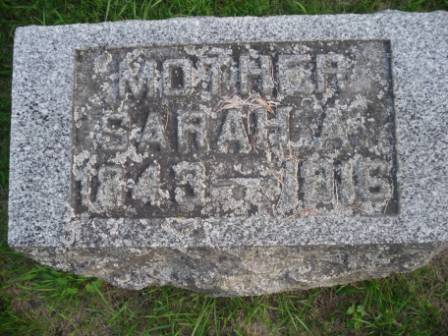 MOTHER
SARAH A.
1843 – 1916